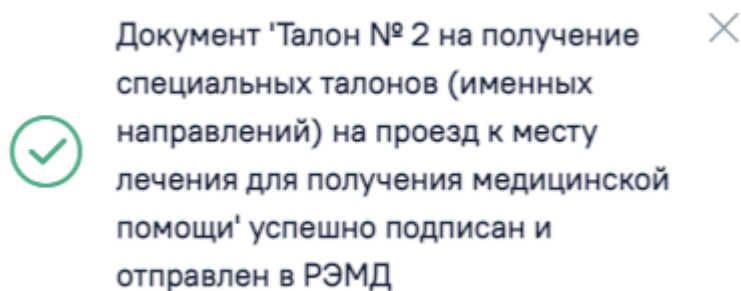 Документ 'Талон № 2 на получение
специальных талонов (именных
направлений) на проезд к месту
лечения для получения медицинской
помощи' успешно подписан и
отправлен в РЭМД